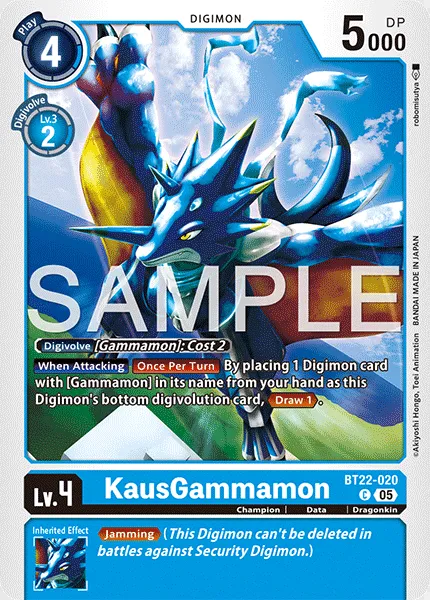 DIGIMON
Play
4
DP
5000
Digivolve
Lv.3
2
robomisutya
SAMPLE
Digivolve [Gammamon]: Cost 2
When Attacking Once Per Turn By placing 1 Digimon card
with [Gammamon] in its name from your hand as this
Digimon's bottom digivolution card, Draw 1.
©Akiyoshi Hongo, Toei Animation BANDAI MADE IN JAPAN
Lv.4
KausGammamon
BT22-020
C 05
Champion | Data | Dragonkin
Inherited Effect
Jamming (This Digimon can't be deleted in
battles against Security Digimon.)